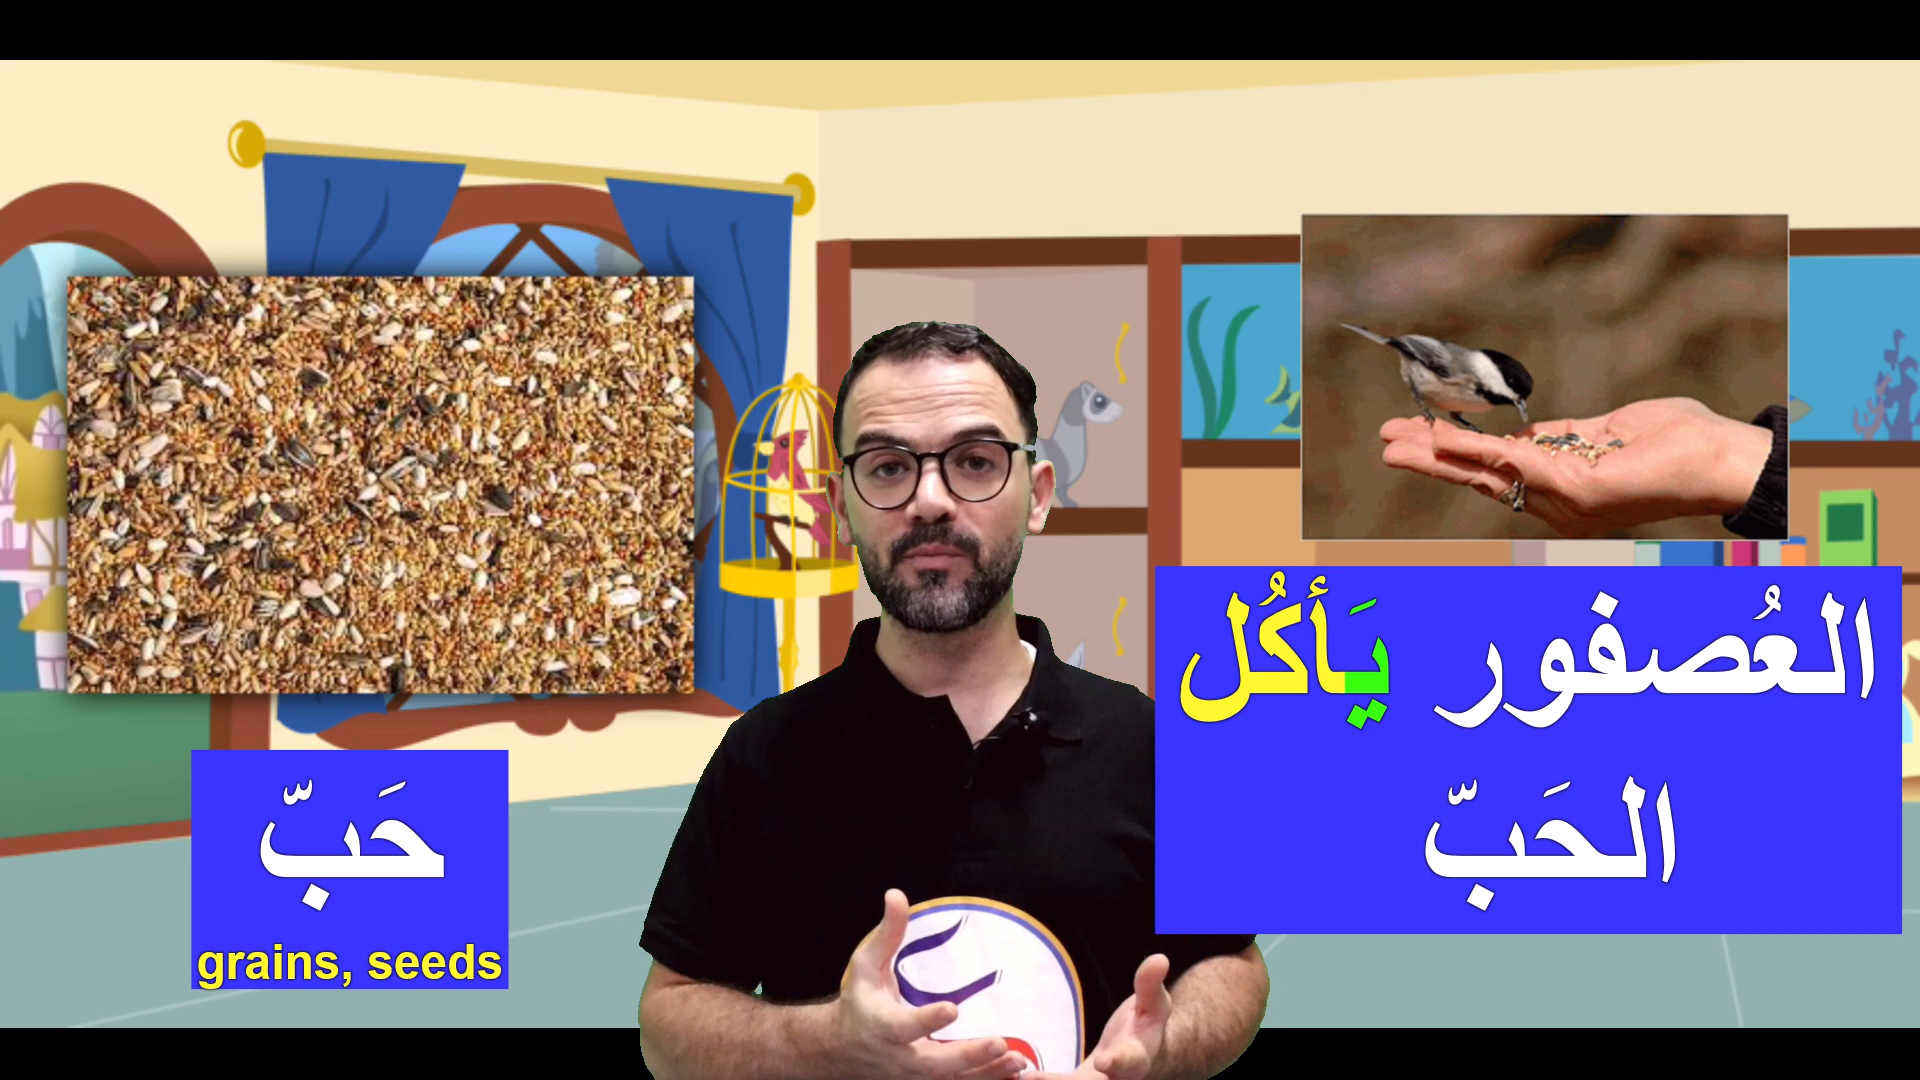 العُصفور يَأكُل
الحَبّ
حَبّ
grains, seeds